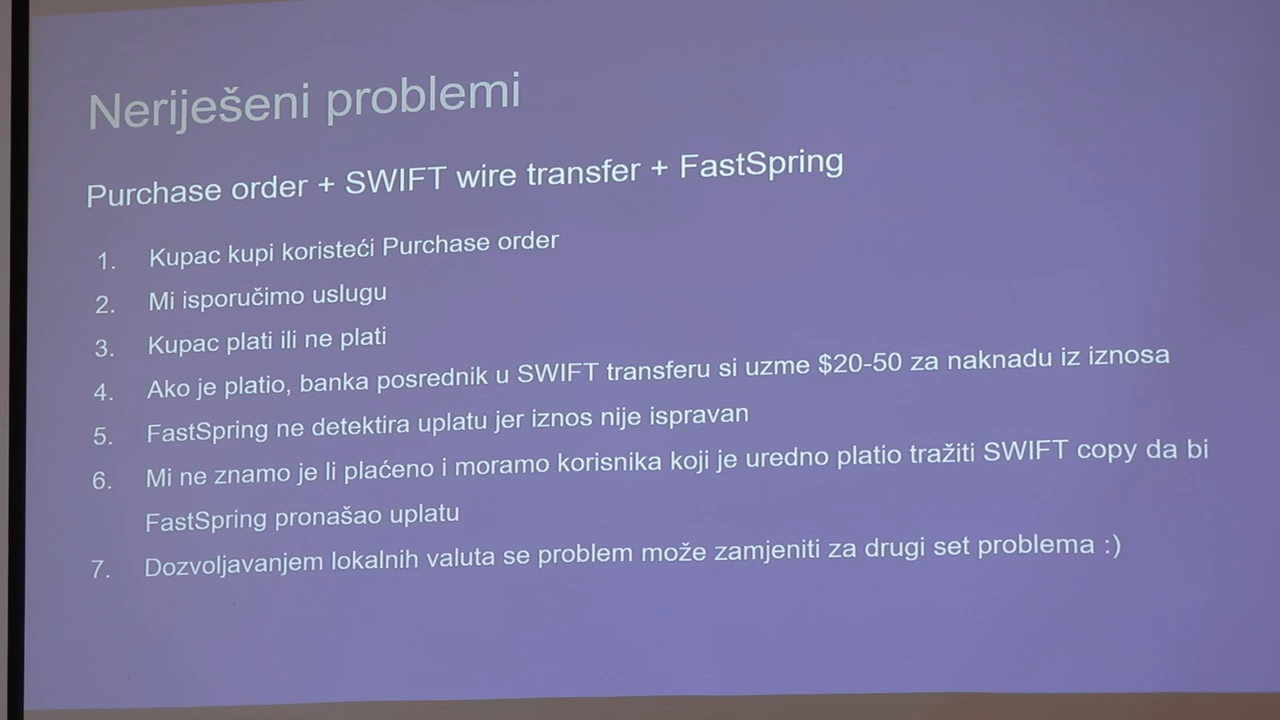 Neriješeni problemi
Purchase order + SWIFT wire transfer + FastSpring
1. Kupac kupi koristeći Purchase order
2. Mi isporučimo uslugu
3. Kupac plati ili ne plati
4. Ako je platio, banka posrednik u SWIFT transferu si uzme $20-50 za naknadu iz iznosa
5. FastSpring ne detektira uplatu jer iznos nije ispravan
6. Mi ne znamo je li plaćeno i moramo korisnika koji je uredno platio tražiti SWIFT copy da bi
FastSpring pronašao uplatu
7. Dozvoljavanjem lokalnih valuta se problem može zamjeniti za drugi set problema :)